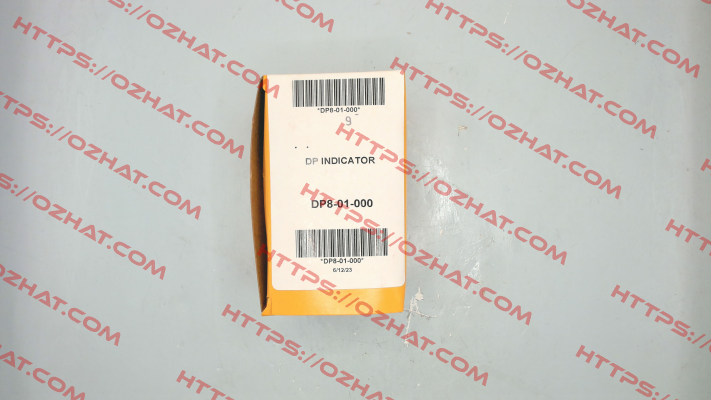 *DP8-01-000*
9
DP INDICATOR
DP8-01-000
*DP8-01-000*
6/12/23
HTTPS://OZHAT.COM